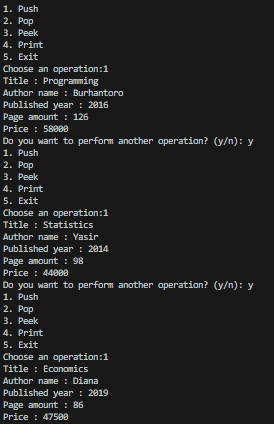 1. Push
2. Pop
3. Peek
4. Print
5. Exit
Choose an operation:1
Title : Programming
Author name : Burhantoro
Published year : 2016
Page amount : 126
Price : 58000
Do you want to perform another operation? (y/n): y
1. Push
2. Pop
3. Peek
4. Print
5. Exit
Choose an operation:1
Title : Statistics
Author name : Yasir
Published year : 2014
Page amount : 98
Price : 44000
Do you want to perform another operation? (y/n): y
1. Push
2. Pop
3. Peek
4. Print
5. Exit
Choose an operation:1
Title : Economics
Author name : Diana
Published year : 2019
Page amount : 86
Price : 47500